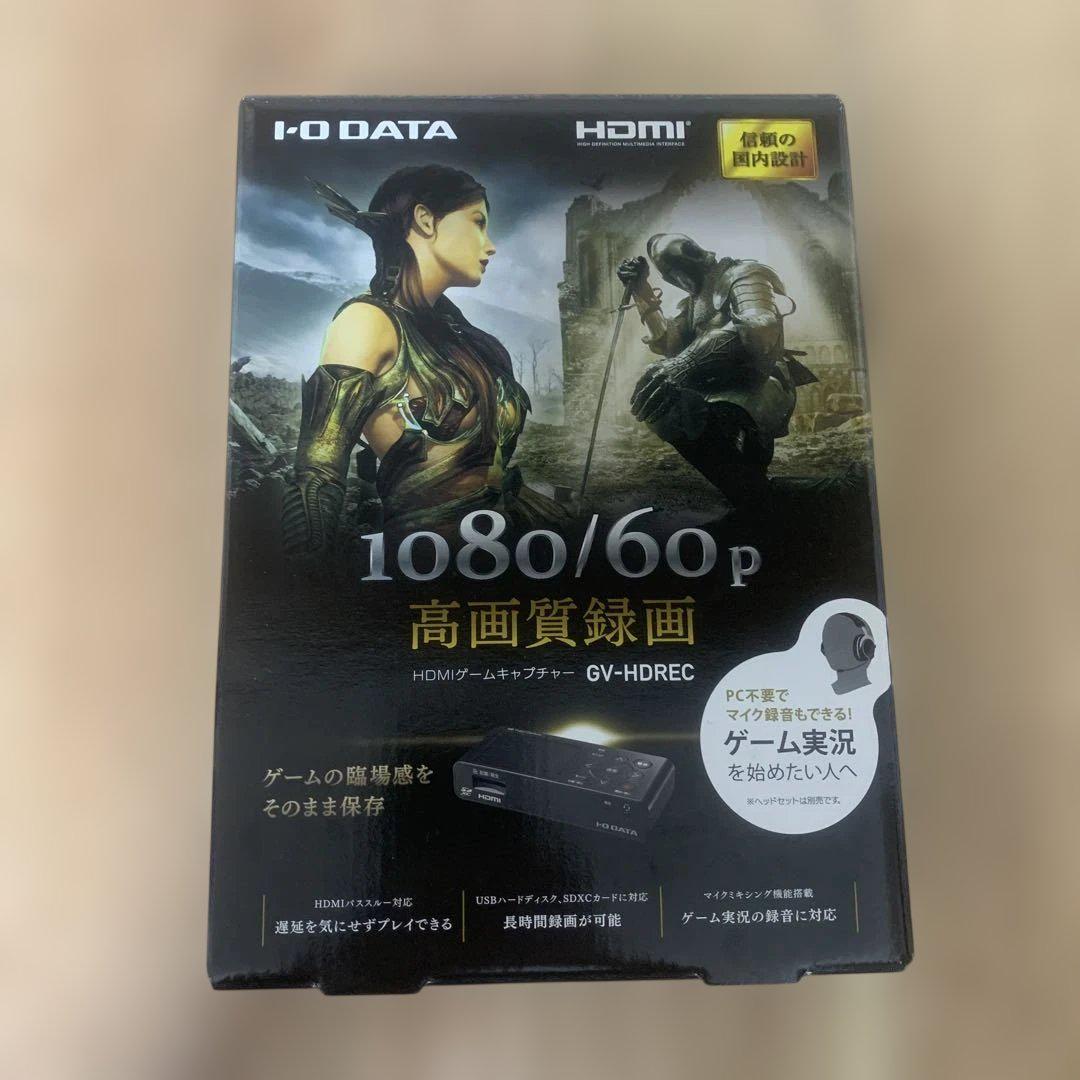 I-O DATA
HDMI
HIGH DEFINITION MULTIMEDIA INTERFACE
信頼の
国内設計
1080/60p
高画質録画
HDMIゲームキャプチャー GV-HDREC
PC不要で
マイク録音もできる!
ゲーム実況
を始めたい人へ
※ヘッドセットは別売です。
ゲームの臨場感を
そのまま保存
HDMI
I-O DATA
HDMIパススルー対応
遅延を気にせずプレイできる
USBハードディスク、SDXCカードに対応
長時間録画が可能
マイクミキシング機能搭載
ゲーム実況の録音に対応